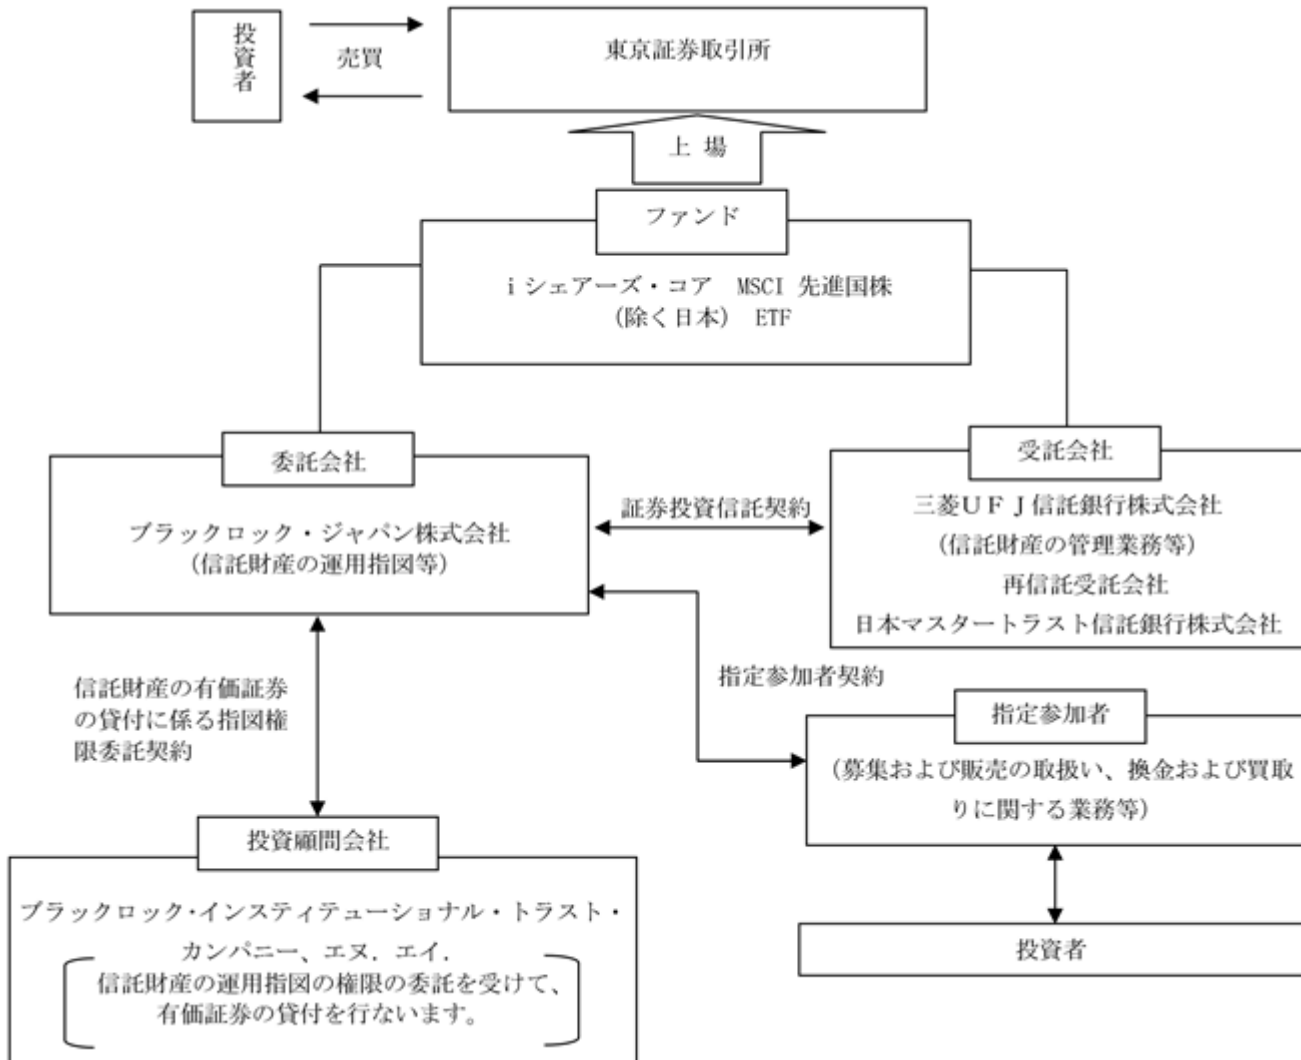 投資者
売買
東京証券取引所
上 場
ファンド
i シェアーズ・コア MSCI 先進国株
（除く日本） ETF
委託会社
ブラックロック・ジャパン株式会社
（信託財産の運用指図等）
証券投資信託契約
受託会社
三菱ＵＦＪ信託銀行株式会社
（信託財産の管理業務等）
再信託受託会社
日本マスタートラスト信託銀行株式会社
信託財産の有価証券
の貸付に係る指図権
限委託契約
指定参加者契約
指定参加者
（募集および販売の取扱い、換金および買取
りに関する業務等）
投資顧問会社
ブラックロック・インスティテューショナル・トラスト・
カンパニー、エヌ．エイ．
信託財産の運用指図の権限の委託を受けて、
有価証券の貸付を行ないます。
投資者